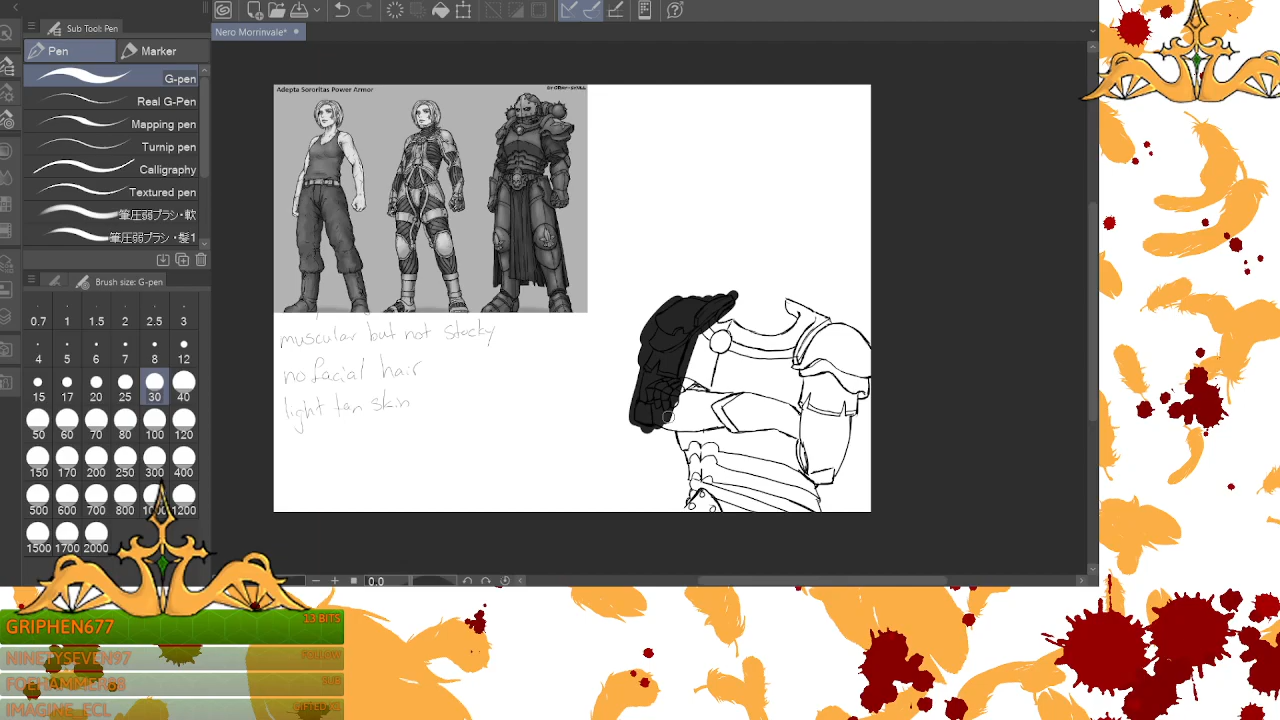 Sub Tool: Pen
Nero Morrinvale*
Pen
Marker
G-pen
Real G-Pen
Mapping pen
Turnip pen
Calligraphy
Textured pen
筆圧弱ブラシ・軟
筆圧弱ブラシ・髪1
Brush size: G-pen
0.7 1 1.5 2 2.5 3
4 5 6 7 8 12
15 17 20 25 30 40
50 60 70 80 100 120
150 170 200 250 300 400
500 600 700 800 1200
1500 1700 2000
Adepta Sororitas Power Armor
muscular but not stocky
no facial hair
light tan skin
0.0
GRIPHEN677 13 BITS
NINETYSEVEN97 FOLLOW
FOEHAMMER88 SUB
IMAGINE_ECL